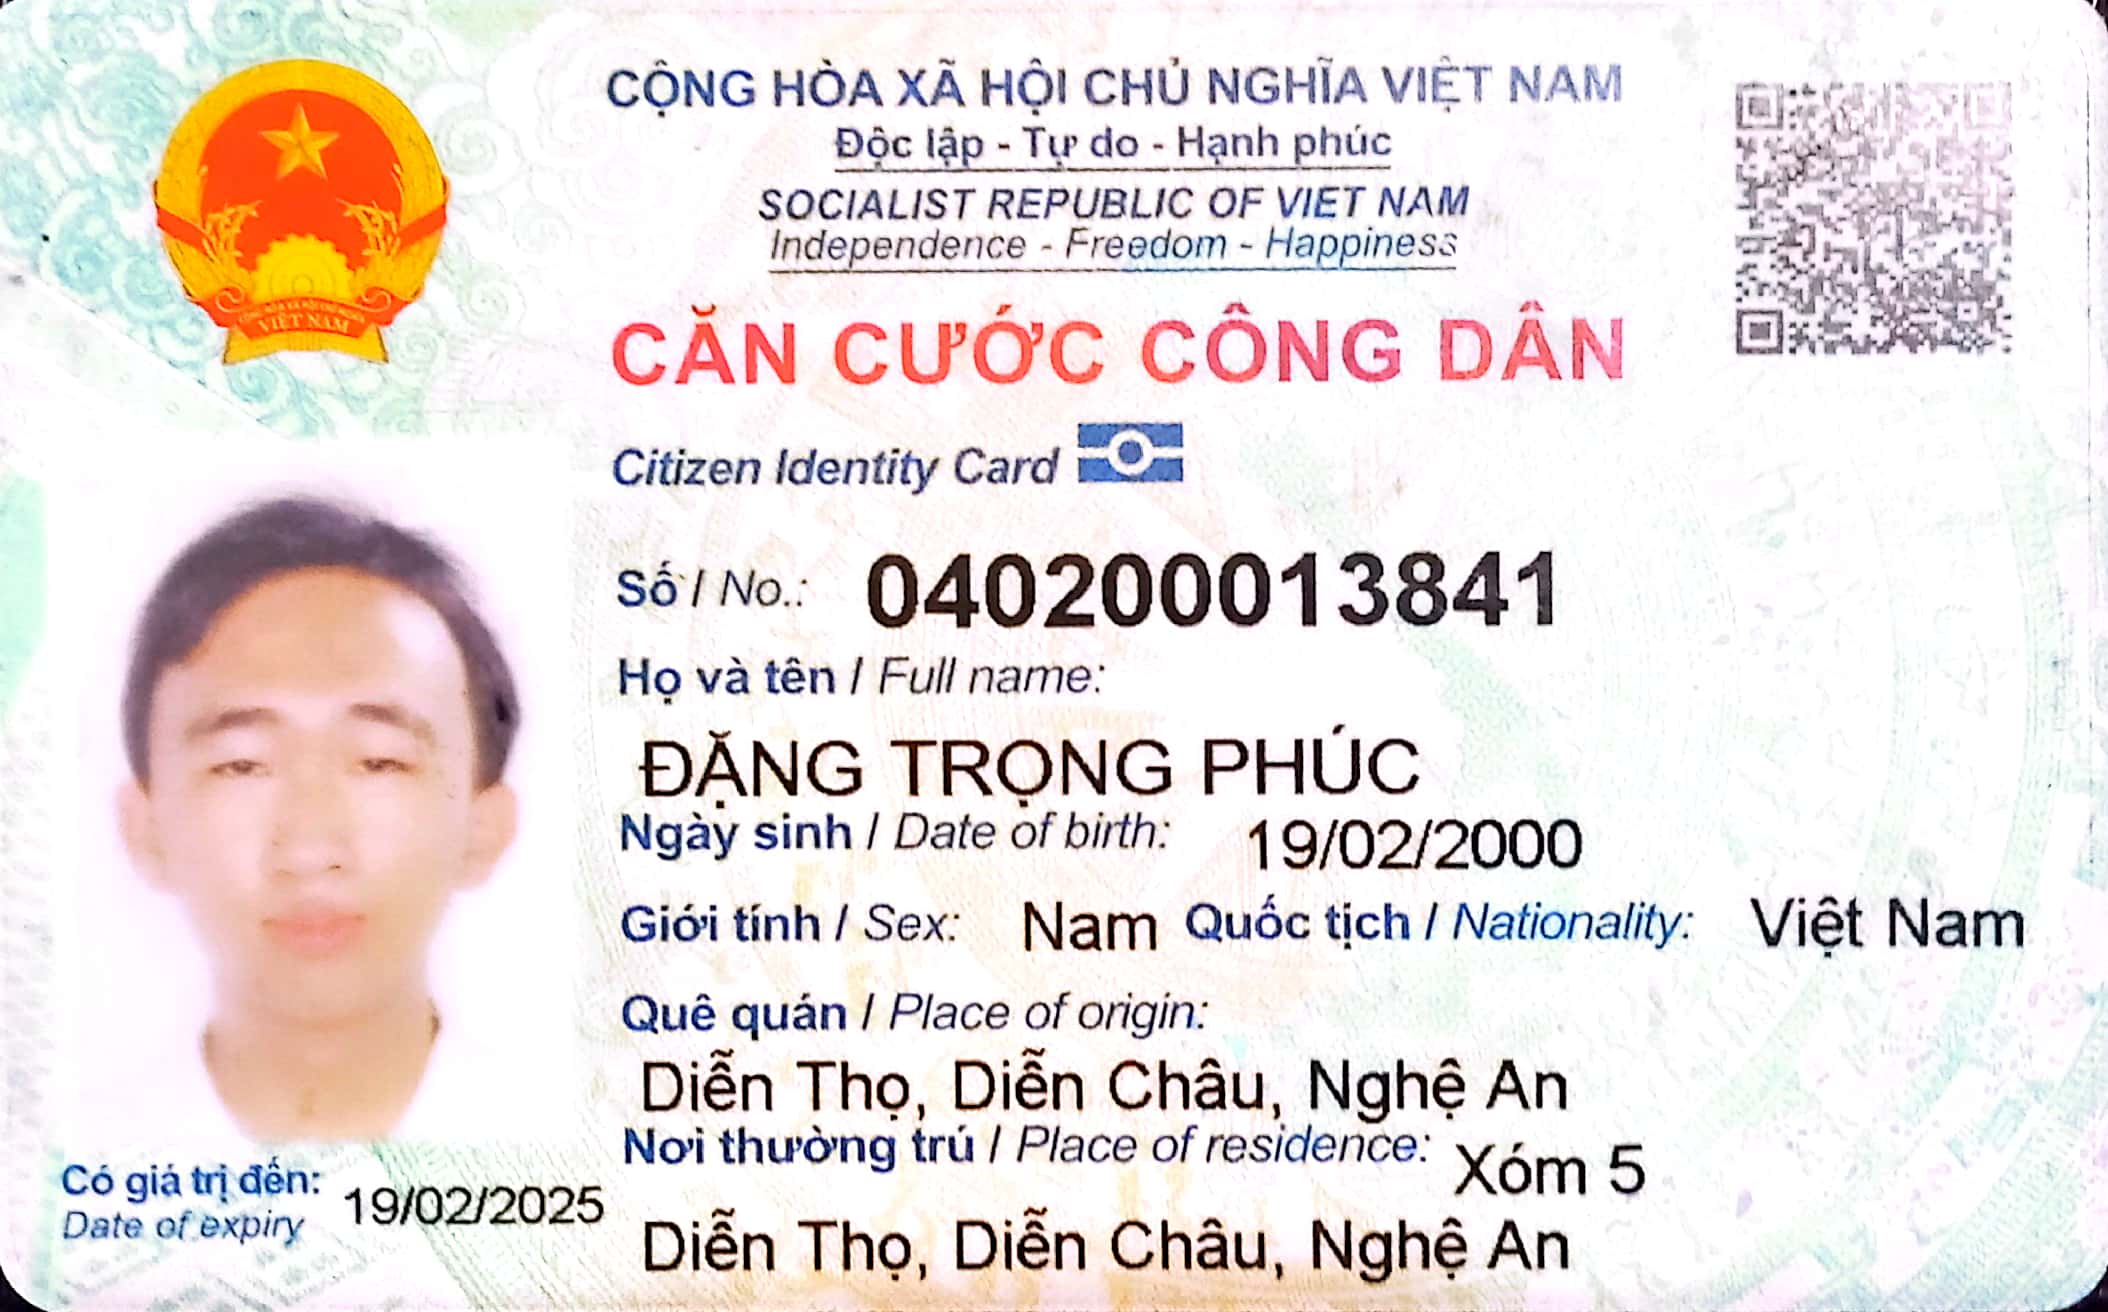 CỘNG HÒA XÃ HỘI CHỦ NGHĨA VIỆT NAM
Độc lập - Tự do - Hạnh phúc
SOCIALIST REPUBLIC OF VIET NAM
Independence - Freedom - Happiness
CĂN CƯỚC CÔNG DÂN
Citizen Identity Card
VIỆT NAM
Số / No.: 040200013841
Họ và tên / Full name:
ĐẶNG TRỌNG PHÚC
Ngày sinh / Date of birth: 19/02/2000
Giới tính / Sex: Nam Quốc tịch / Nationality: Việt Nam
Quê quán / Place of origin:
Diễn Thọ, Diễn Châu, Nghệ An
Nơi thường trú / Place of residence: Xóm 5
Diễn Thọ, Diễn Châu, Nghệ An
Có giá trị đến: 19/02/2025
Date of expiry